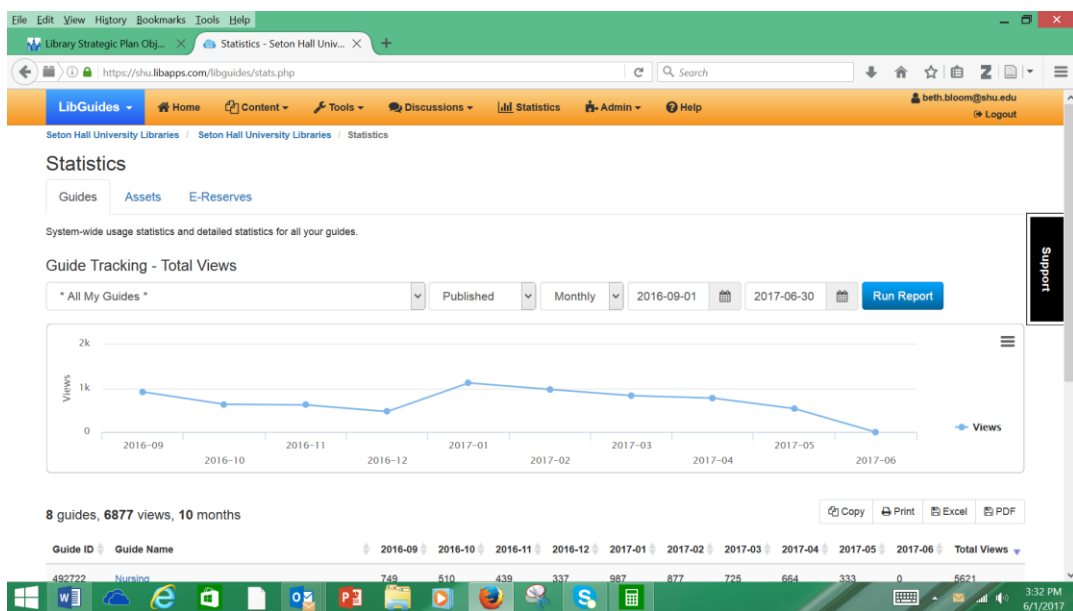 File Edit View History Bookmarks Tools Help
Library Strategic Plan Obj... Statistics - Seton Hall Univ...
https://shu.libapps.com/libguides/stats.php Search
LibGuides Home Content Tools Discussions Statistics Admin Help beth.bloom@shu.edu
Logout
Seton Hall University Libraries / Seton Hall University Libraries / Statistics
Statistics
Guides Assets E-Reserves
System-wide usage statistics and detailed statistics for all your guides.
Support
Guide Tracking - Total Views
* All My Guides * Published Monthly 2016-09-01 2017-06-30 Run Report
2k
Views
1k
0
Views
2016-09 2016-11 2017-01 2017-03 2017-05
2016-10 2016-12 2017-02 2017-04 2017-06
8 guides, 6877 views, 10 months Copy Print Excel PDF
Guide ID Guide Name 2016-09 2016-10 2016-11 2016-12 2017-01 2017-02 2017-03 2017-04 2017-05 2017-06 Total Views
492722 Nursing 749 510 439 337 987 877 725 664 333 0 5621
3:32 PM
6/1/2017